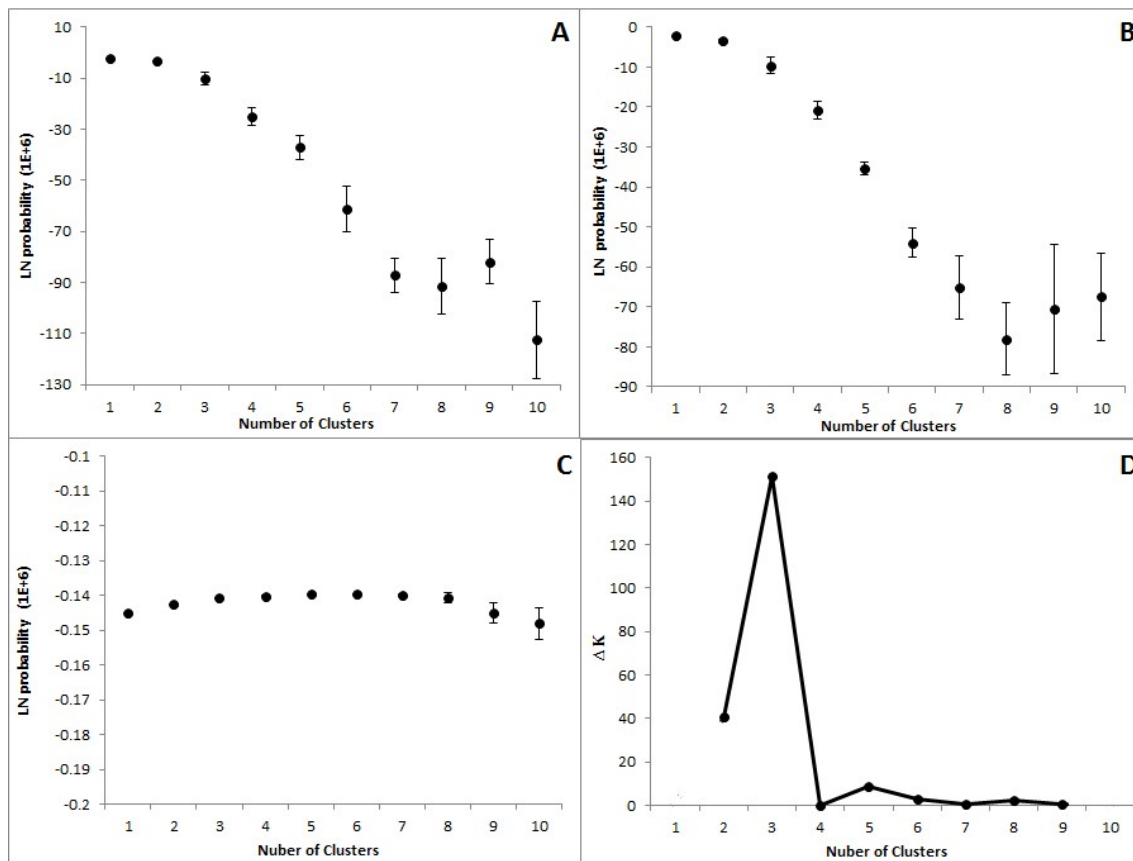 A
LN probability (1E+6)
10
-10
-30
-50
-70
-90
-110
-130
1 2 3 4 5 6 7 8 9 10
Number of Clusters
B
LN probability (1E+6)
0
-10
-20
-30
-40
-50
-60
-70
-80
-90
1 2 3 4 5 6 7 8 9 10
Number of Clusters
C
LN probability (1E+6)
-0.1
-0.11
-0.12
-0.13
-0.14
-0.15
-0.16
-0.17
-0.18
-0.19
-0.2
1 2 3 4 5 6 7 8 9 10
Nuber of Clusters
D
Δ K
160
140
120
100
80
60
40
20
0
1 2 3 4 5 6 7 8 9 10
Nuber of Clusters